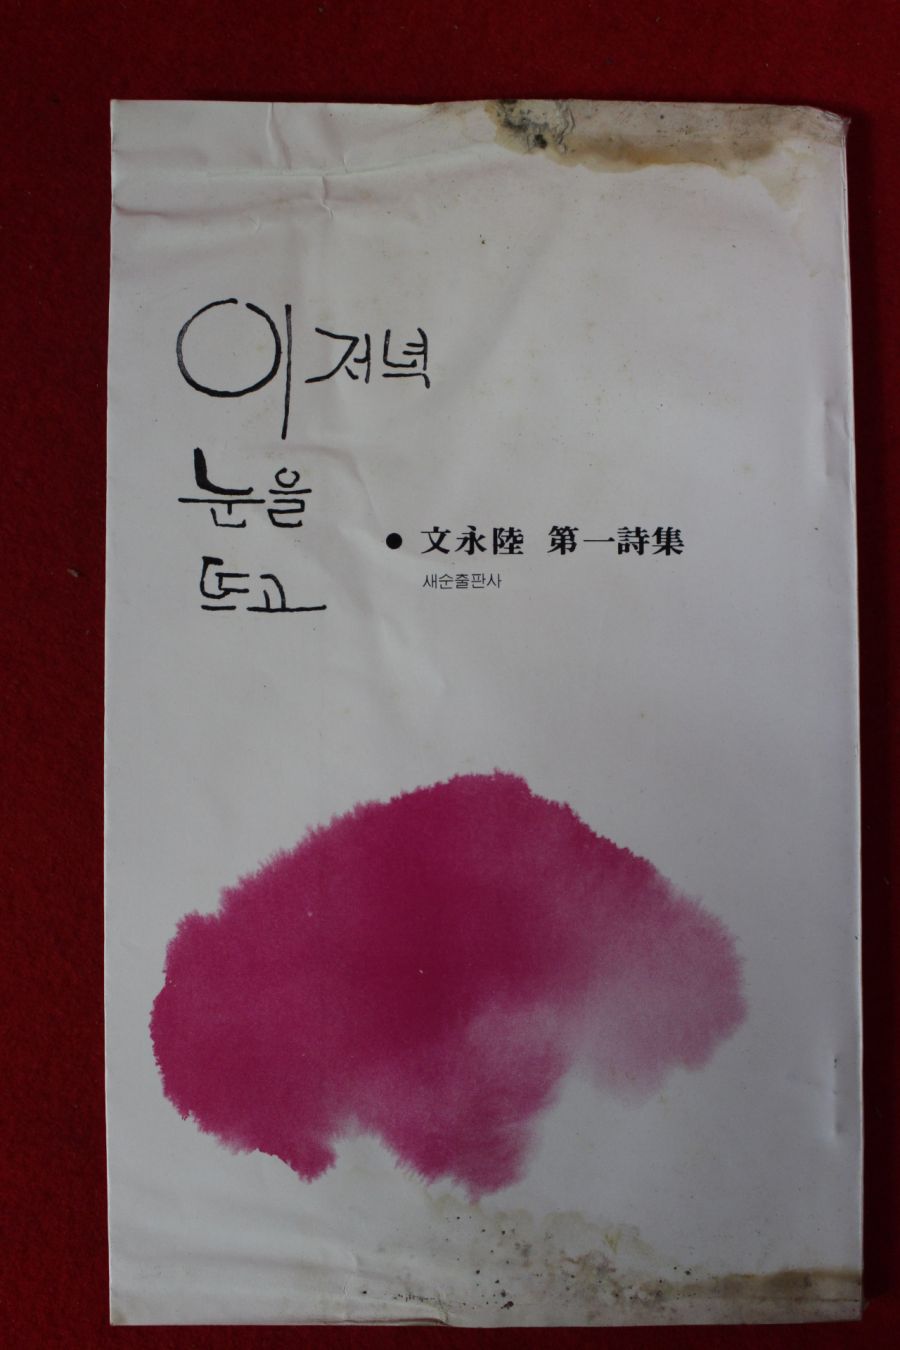 이저녁
눈을
뜨고
● 文永陸 第一詩集
새순출판사